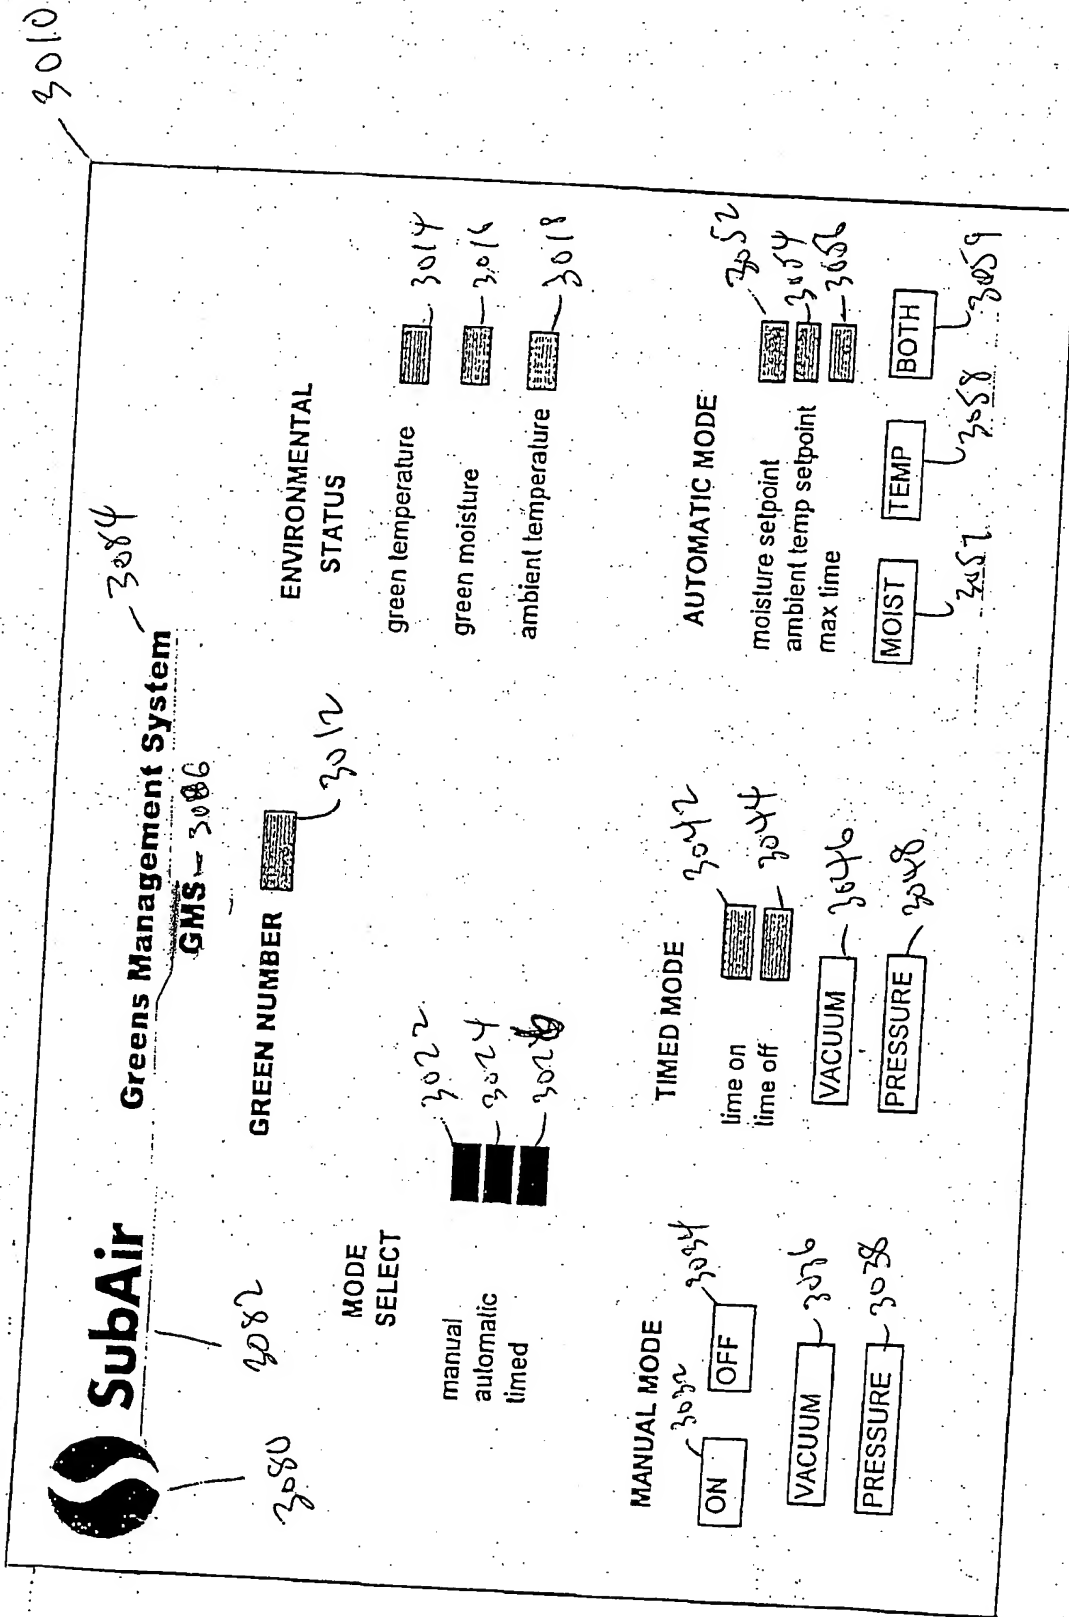 3010
SubAir Greens Management System 3084
GMS 3086
3080 3082
GREEN NUMBER 3012
MODE SELECT
manual 3022
automatic 3024
timed
ENVIRONMENTAL STATUS
green temperature 3014
green moisture 3016
ambient temperature 3018
MANUAL MODE
3032 3034
ON OFF
VACUUM 3036
PRESSURE 3038
TIMED MODE
time on 3042
time off 3044
VACUUM 3046
PRESSURE 3048
AUTOMATIC MODE
moisture setpoint 3052
ambient temp setpoint 3054
max time 3056
MOIST TEMP BOTH
3057 3058 3059